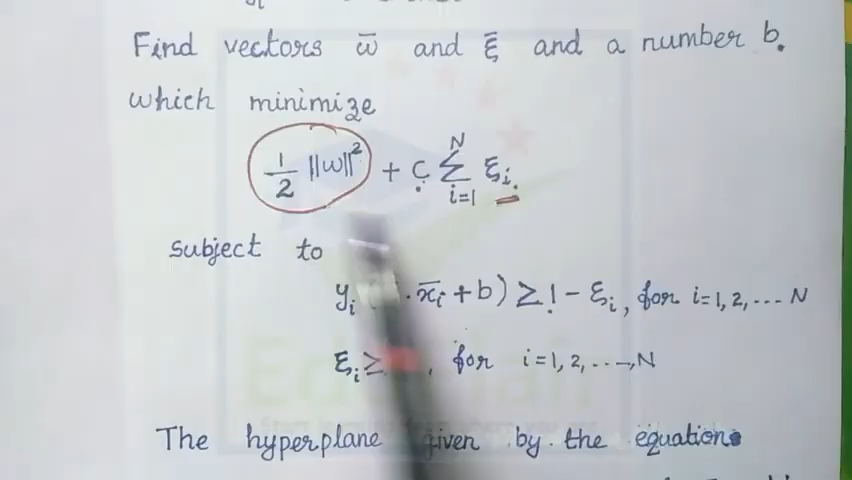 Find vectors w̄ and ξ̄ and a number b.
which minimize
1/2 ||w||² + C Σ_{i=1}^{N} ξ_i.
subject to
y_i ( · x̄_i + b) ≥ 1 - ξ_i, for i=1, 2, ... N
ξ_i ≥ , for i=1, 2, ..., N
The hyperplane given by the equation